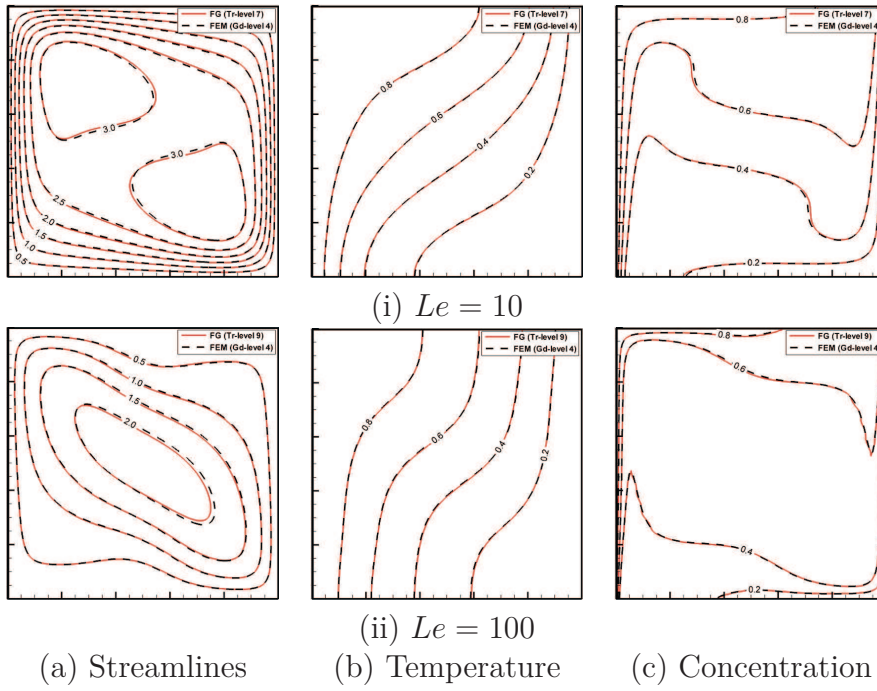 FG (Tr-level 7)
FEM (Gd-level 4)
3.0
3.0
2.5
2.0
1.5
1.0
0.5
FG (Tr-level 7)
FEM (Gd-level 4)
0.8
0.6
0.4
0.2
FG (Tr-level 7)
FEM (Gd-level 4)
0.8
0.6
0.4
0.2
(i) Le = 10
FG (Tr-level 9)
FEM (Gd-level 4)
0.5
1.0
1.5
2.0
FG (Tr-level 9)
FEM (Gd-level 4)
0.8
0.6
0.4
0.2
FG (Tr-level 9)
FEM (Gd-level 4)
0.8
0.6
0.4
0.2
(ii) Le = 100
(a) Streamlines
(b) Temperature
(c) Concentration